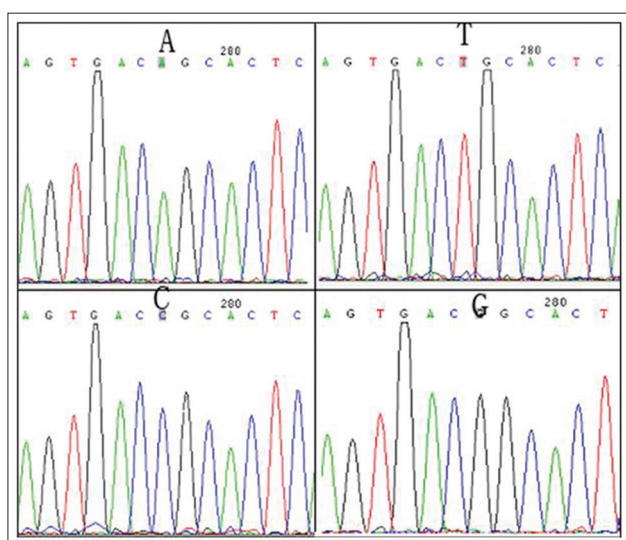 A
280
A G T G A C A G C A C T C
T
280
A G T G A C T G C A C T C
C
280
A G T G A C C G C A C T C
G
280
A G T G A C G G C A C T